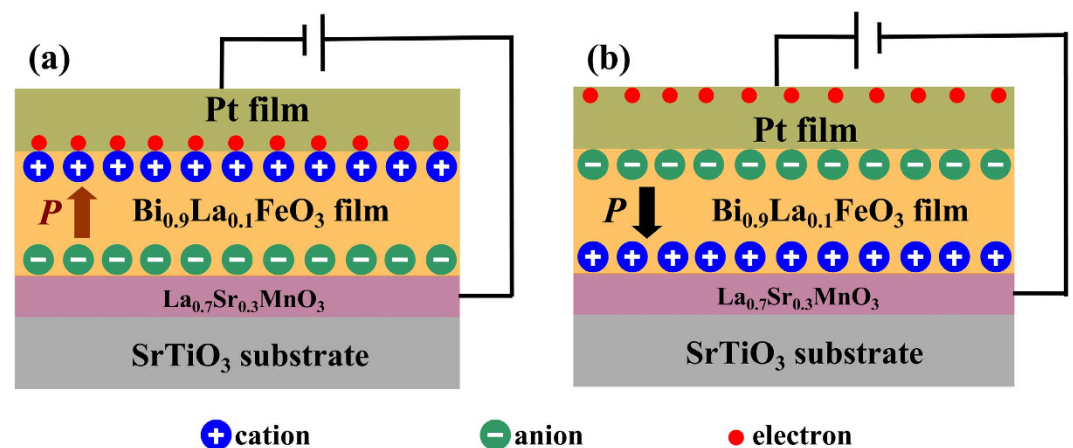 (a)
Pt film
P
Bi₀.₉La₀.₁FeO₃ film
La₀.₇Sr₀.₃MnO₃
SrTiO₃ substrate
(b)
Pt film
P
Bi₀.₉La₀.₁FeO₃ film
La₀.₇Sr₀.₃MnO₃
SrTiO₃ substrate
+ cation − anion electron